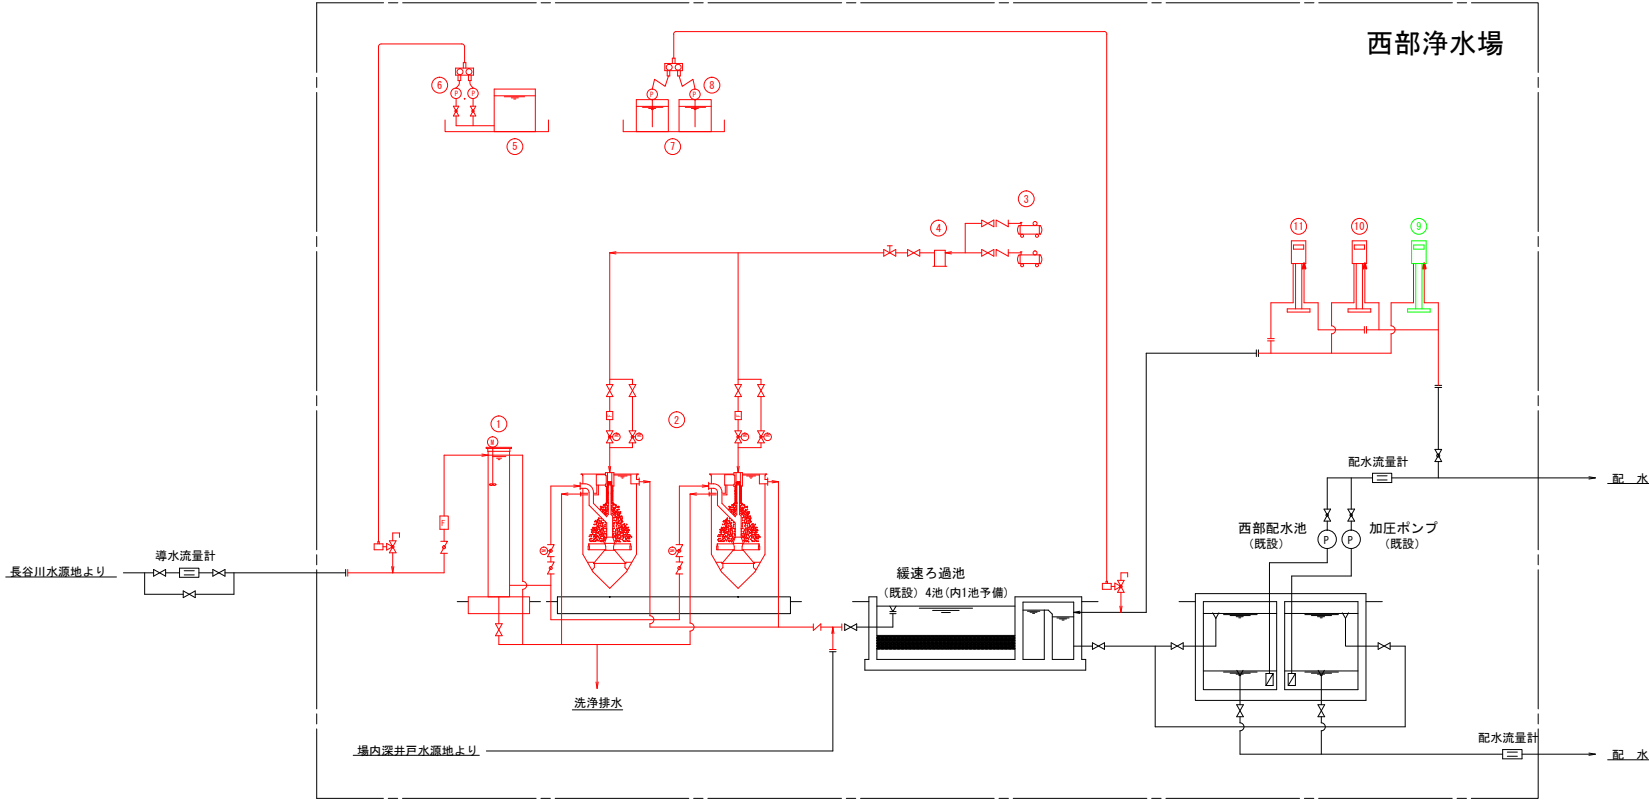 西部浄水場
⑥
P P
⑤
P P
⑧
⑦
③
④
⑪
⑩
⑨
①
M
②
F
配水流量計
配 水
西部配水池
(既設)
加圧ポンプ
(既設)
P P
導水流量計
長谷川水源地より
緩速ろ過池
(既設) 4池(内1池予備)
洗浄排水
場内深井戸水源地より
配水流量計
配 水